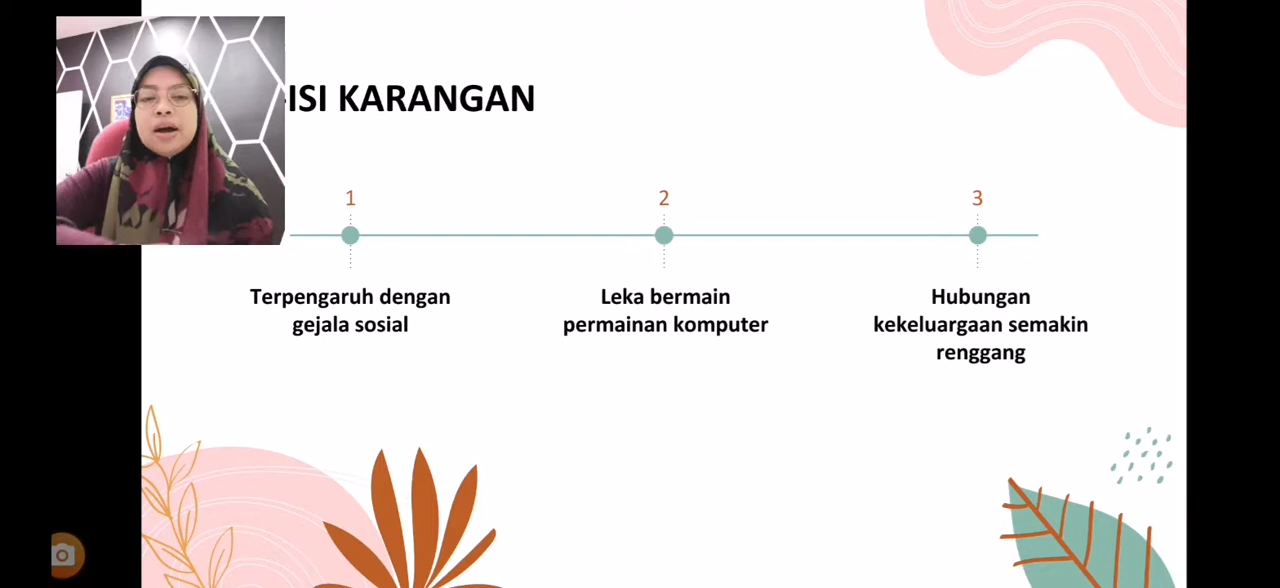 -ISI KARANGAN
1
2
3
Terpengaruh dengan
gejala sosial
Leka bermain
permainan komputer
Hubungan
kekeluargaan semakin
renggang